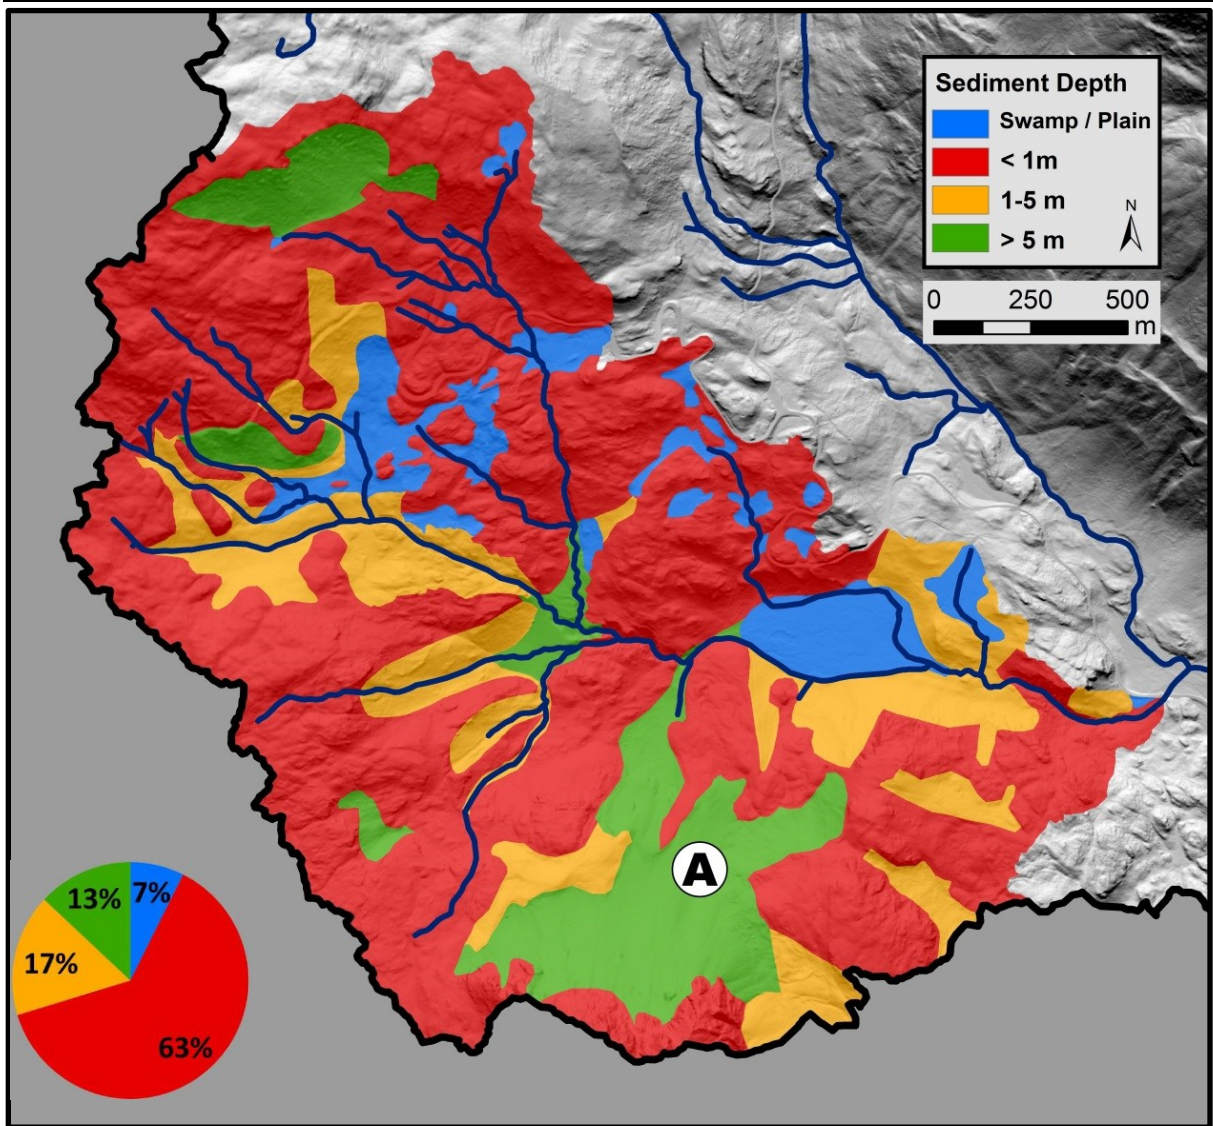 Sediment Depth
Swamp / Plain
< 1m
1-5 m
> 5 m
N
0 250 500
m
A
13% 7%
17%
63%